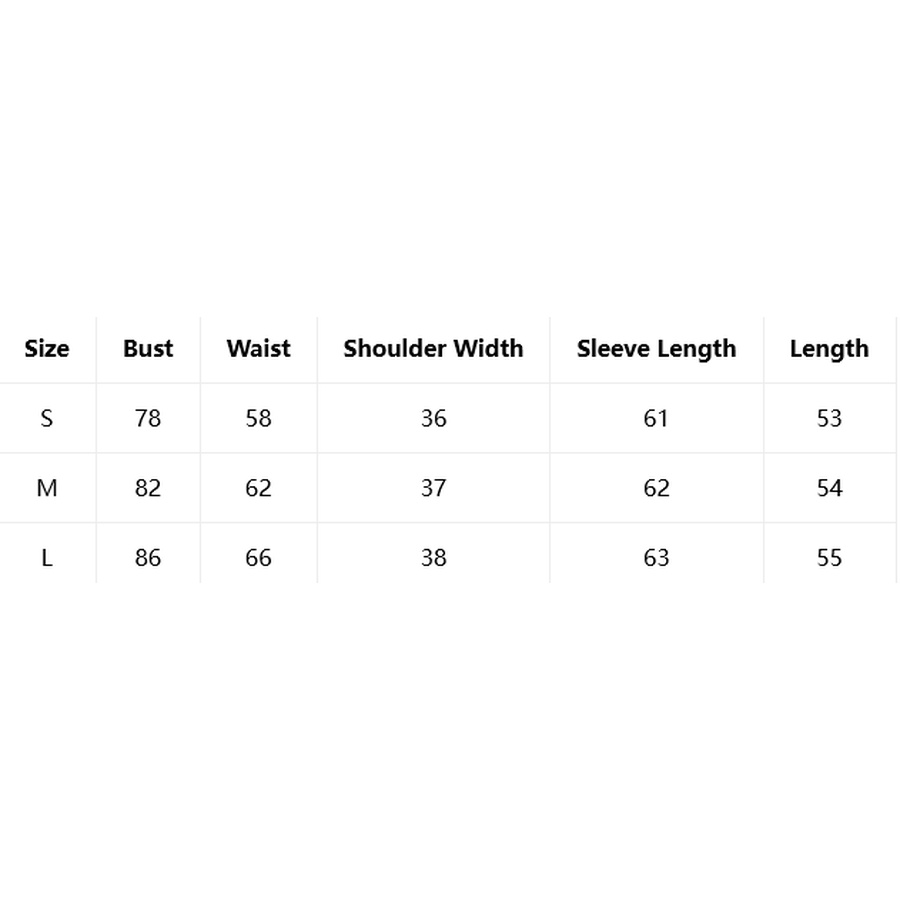 Size Bust Waist Shoulder Width Sleeve Length Length
S 78 58 36 61 53
M 82 62 37 62 54
L 86 66 38 63 55